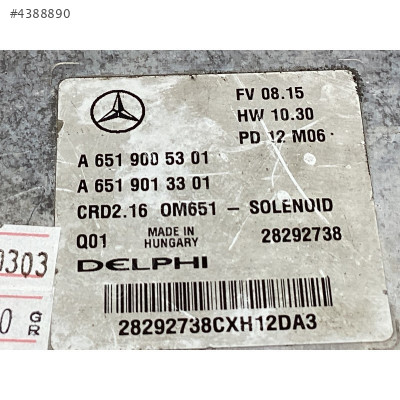 #4388890
FV 08.15
HW 10.30
PD 12 M06
A 651 900 53 01
A 651 901 33 01
CRD2.16 OM651 - SOLENOID
Q01 MADE IN HUNGARY 28292738
DELPHI
28292738CXH12DA3
0303
0 GR